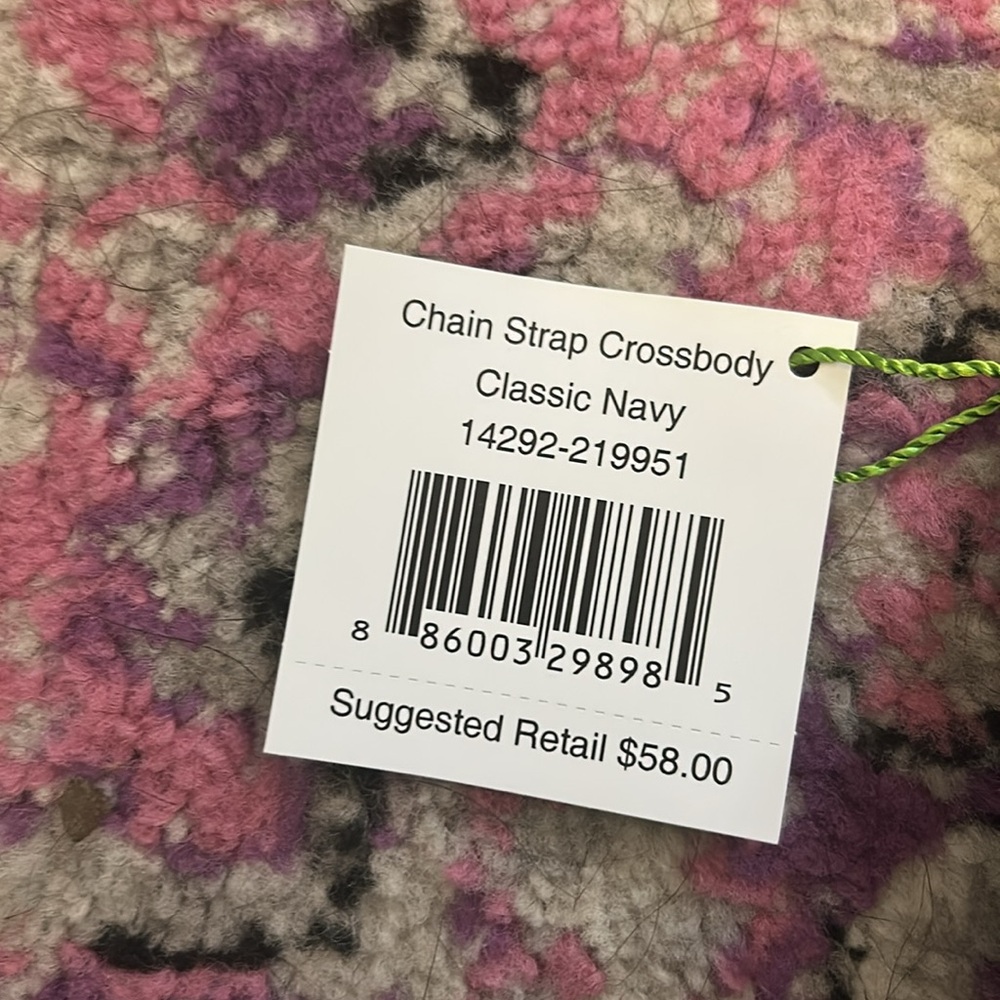 Chain Strap Crossbody
Classic Navy
14292-219951
8 86003 29898 5
Suggested Retail $58.00